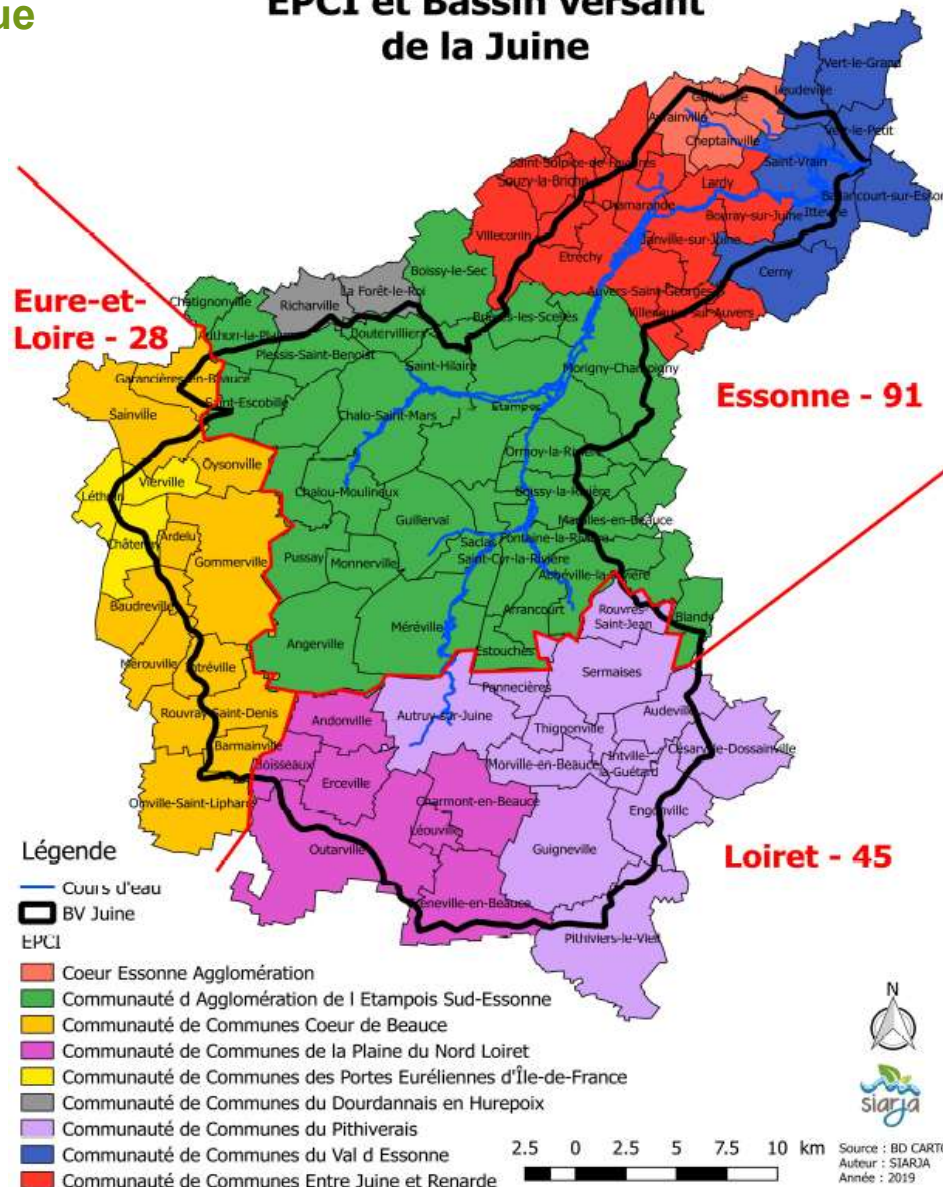 ue
EPCI et Bassin versant
de la Juine
Vert-le-Grand
Leudeville
Vert-le-Petit
Avrainville
Cheptainville
Saint-Vrain
Saint-Sulpice-de-Favières
Souzy-la-Briche
Lardy
Chamarande
Bouray-sur-Juine
Itteville
Villeconin
Janville-sur-Juine
Etréchy
Cerny
Boissy-le-Sec
Auvers-Saint-Georges
Villeneuve-sur-Auvers
Eure-et-
Loire - 28
Chatignonville
Richarville
La Forêt-le-Roi
Plessis-Saint-Benoist
Saint-Hilaire
Morigny-Champigny
Garancières-en-Beauce
Saint-Escobille
Essonne - 91
Sainville
Chalo-Saint-Mars
Etampes
Oysonville
Ormoy-la-Rivière
Vierville
Chalou-Moulineux
Boissy-la-Rivière
Guillerval
Ardelu
Gommerville
Saclas
Fontaine-la-Rivière
Pussay
Monnerville
Saint-Cyr-la-Rivière
Abbéville-la-Rivière
Baudreville
Arrancourt
Rouvres-
Saint-Jean
Blandy
Méréville
Angerville
Estouches
Mérouville
Intréville
Sermaises
Pannecières
Rouvray-Saint-Denis
Andonville
Autruy-sur-Juine
Audeville
Thignonville
Barmainville
Boisseaux
Morville-en-Beauce
Intville-
la-Guétard
Césarville-Dossainville
Erceville
Charmont-en-Beauce
Engenville
Léouville
Outarville
Guigneville
Loiret - 45
Pithiviers-le-Vieil
Légende
Cours d'eau
BV Juine
EPCI
Coeur Essonne Agglomération
Communauté d Agglomération de l Etampois Sud-Essonne
Communauté de Communes Coeur de Beauce
Communauté de Communes de la Plaine du Nord Loiret
Communauté de Communes des Portes Euréliennes d'Île-de-France
Communauté de Communes du Dourdannais en Hurepoix
Communauté de Communes du Pithiverais
Communauté de Communes du Val d Essonne
Communauté de Communes Entre Juine et Renarde
2.5 0 2.5 5 7.5 10 km
N
siarja
Source : BD CARTO
Auteur : SIARJA
Année : 2019